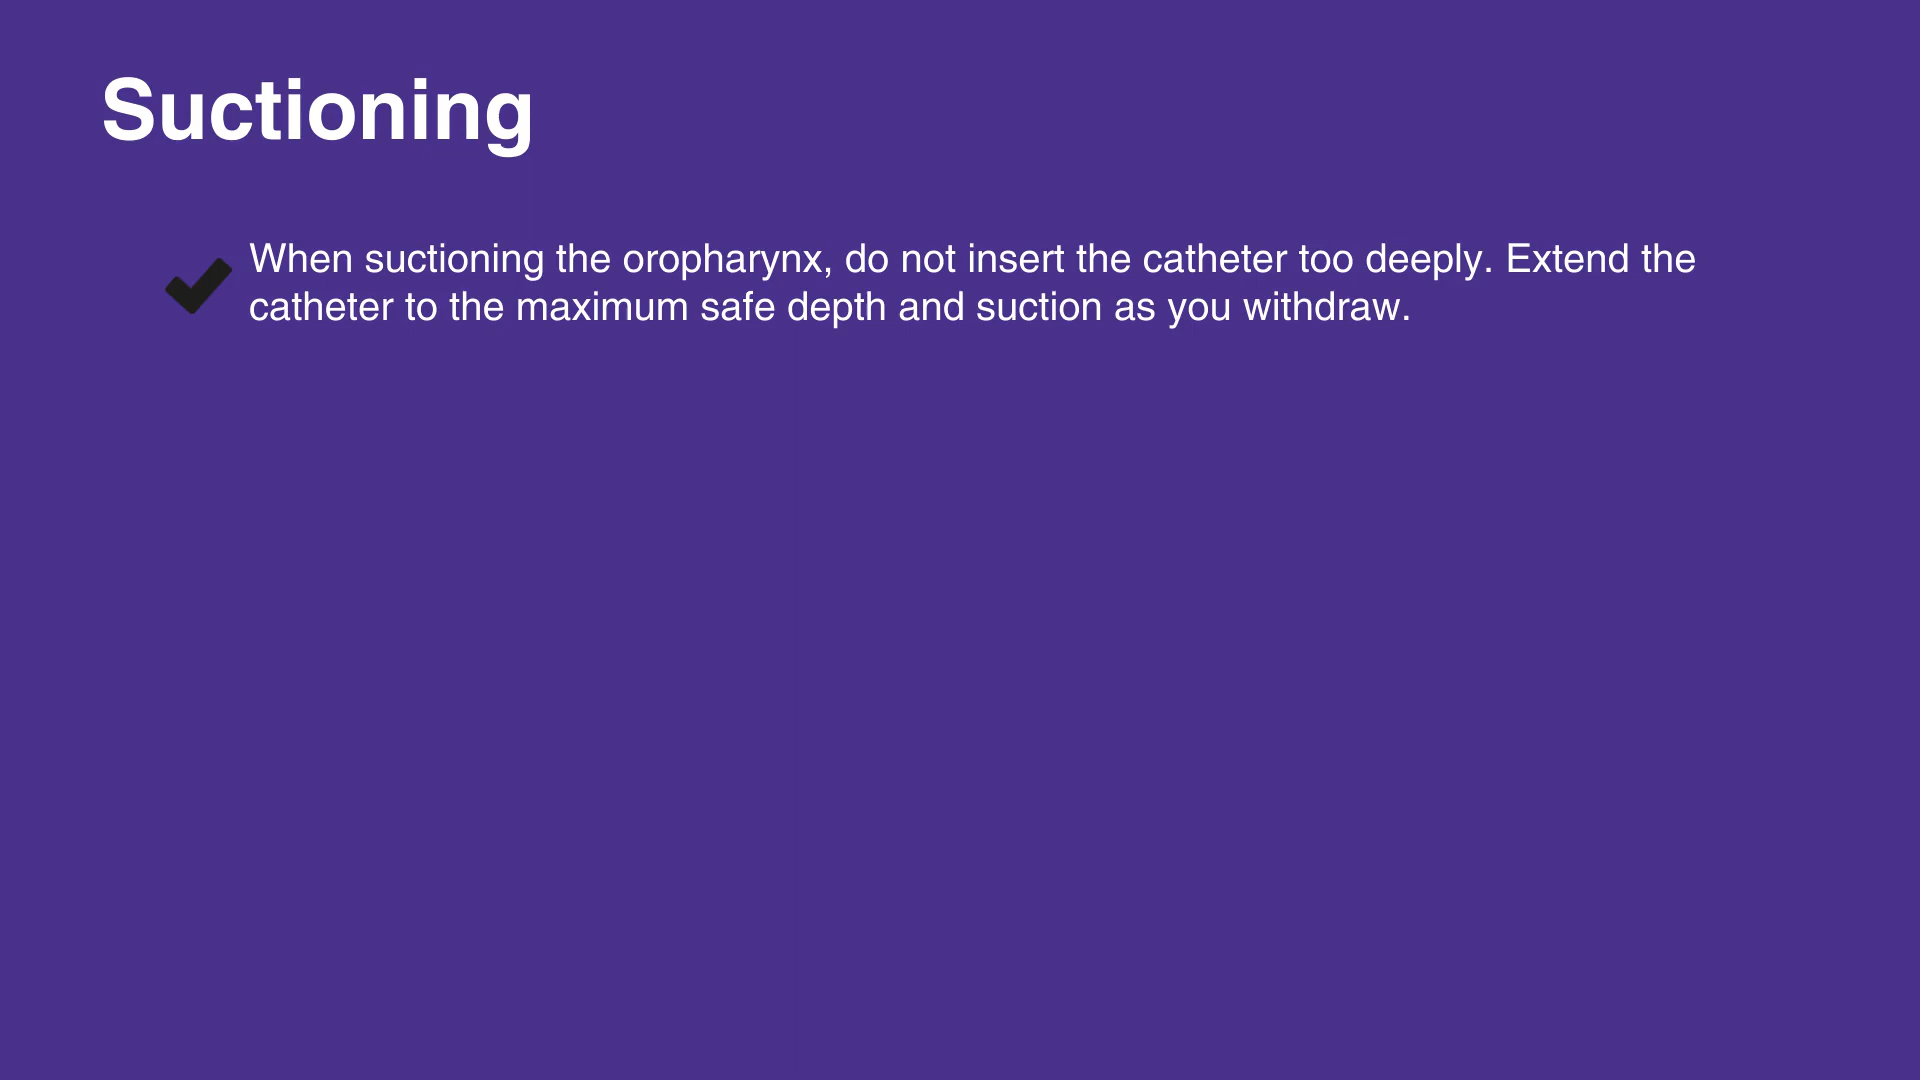 Suctioning
When suctioning the oropharynx, do not insert the catheter too deeply. Extend the
catheter to the maximum safe depth and suction as you withdraw.